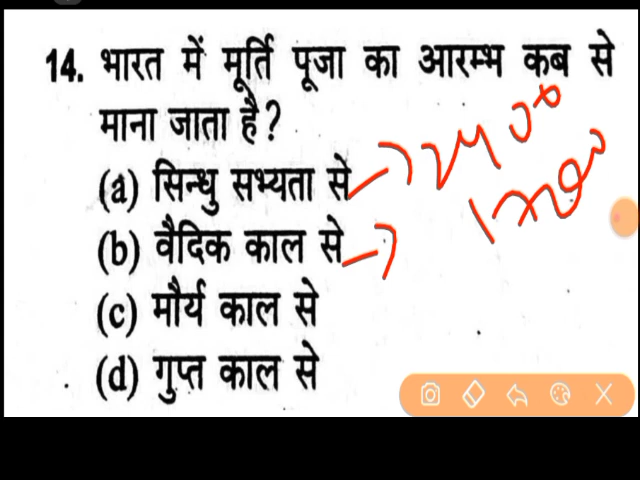 14. भारत में मूर्ति पूजा का आरम्भ कब से
माना जाता है?
(a) सिन्धु सभ्यता से
(b) वैदिक काल से
(c) मौर्य काल से
(d) गुप्त काल से